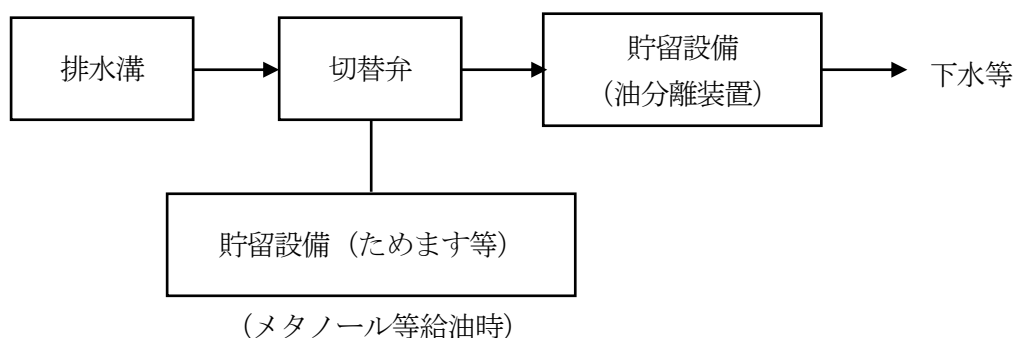 排水溝
切替弁
貯留設備
（油分離装置）
下水等
貯留設備（ためます等）
（メタノール等給油時）